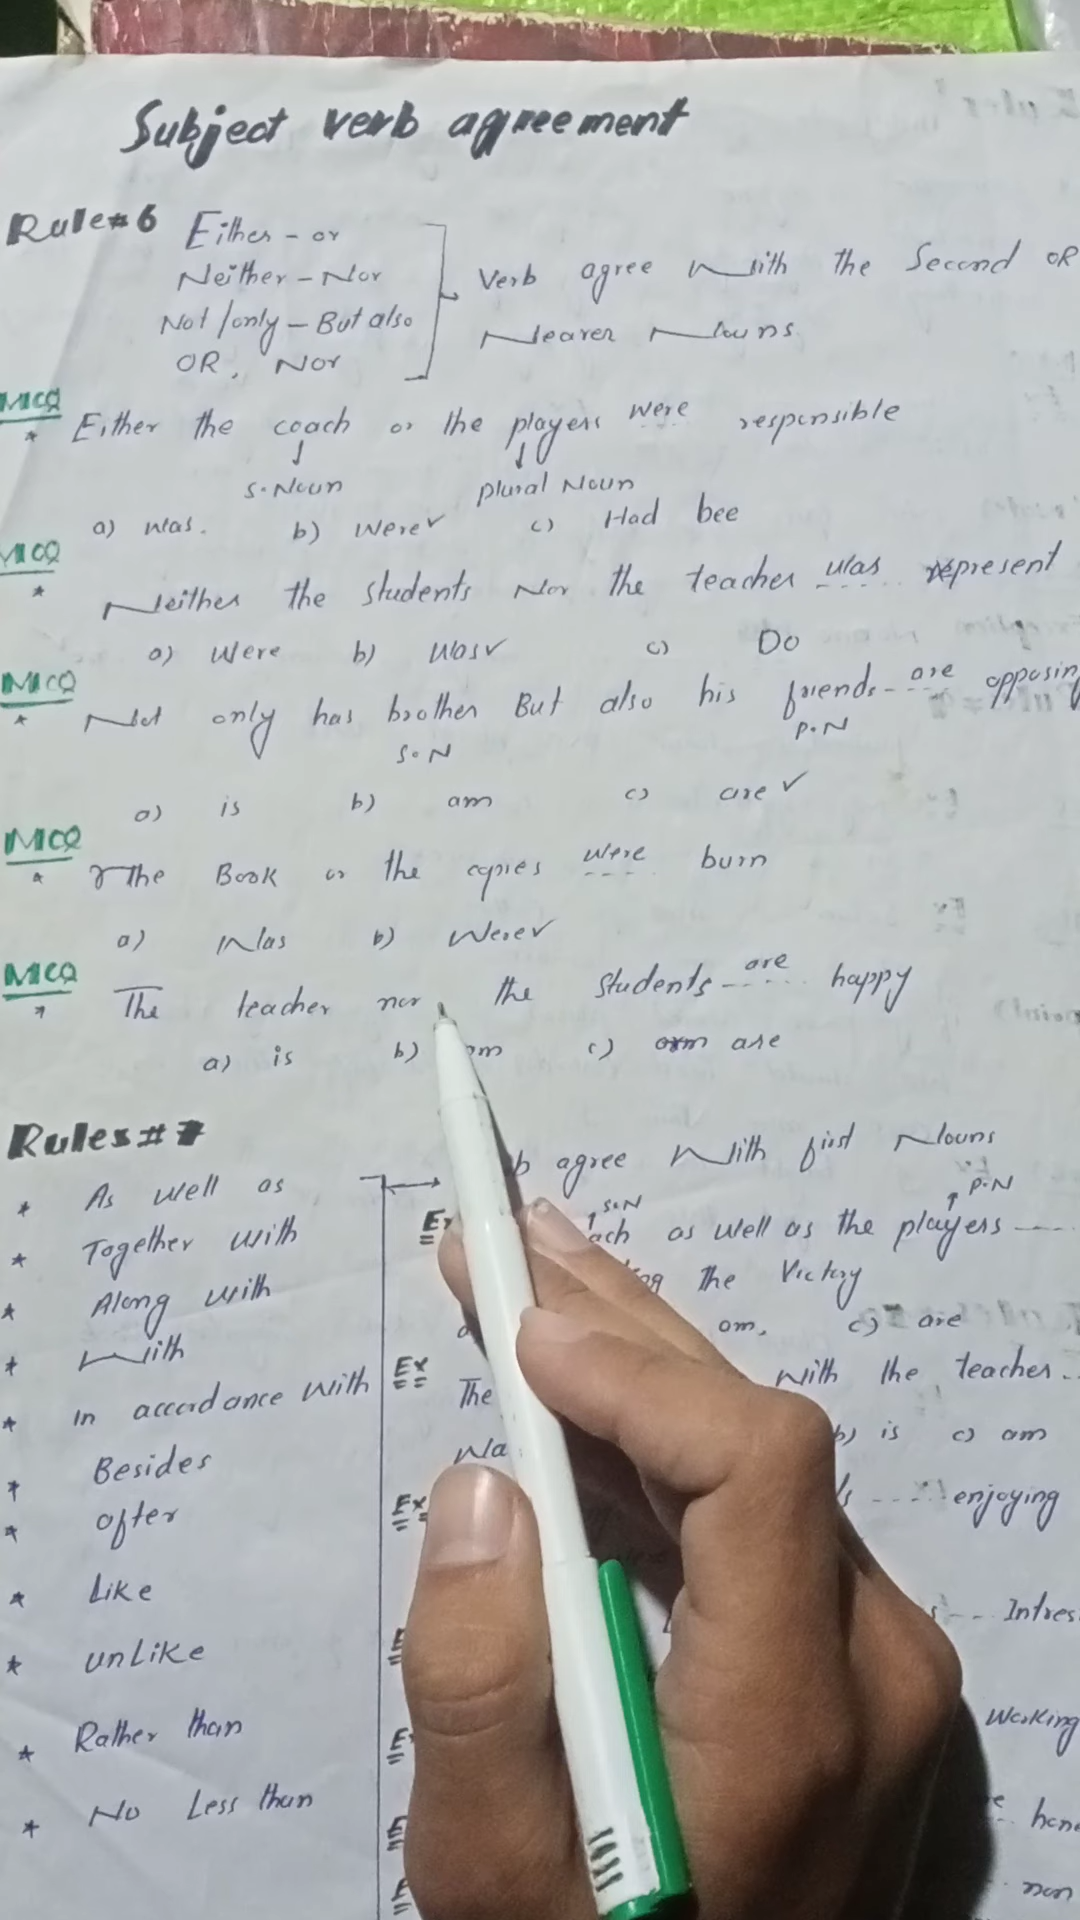 Subject verb agreement
Rule#6 Either - or
Neither - Nor
Not/only - But also
OR, Nor
Verb agree With the Second OR
Nearer Nouns
MCQ
* Either the coach or the players were responsible
S.Noun plural Noun
a) was. b) Were✓ c) Had bee
MCQ
* Neither the students Nor the teacher was represent
a) Were b) Was✓ c) Do
MCQ
* Not only has brother But also his friends are opposing
S.N P.N
a) is b) am c) are ✓
MCQ
* The Book or the copies were burn
a) Was b) Were✓
MCQ
* The teacher nor the students are happy
a) is b) am c) are
Rules#7
* As well as
* Together with
* Along with
* With
* In accordance with
* Besides
* after
* Like
* unLike
* Rather than
* No Less than
agree With first Nouns
S.N P.N
as well as the players
the Victory
am, c) are
Ex The with the teacher
b) is c) am
Ex enjoying
Working